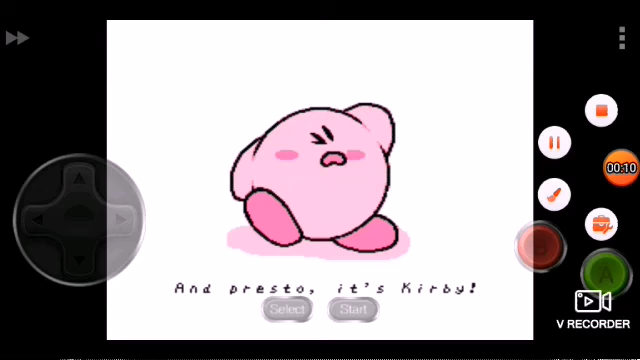 00:10
And presto, it's Kirby!
Select
Start
A
V RECORDER